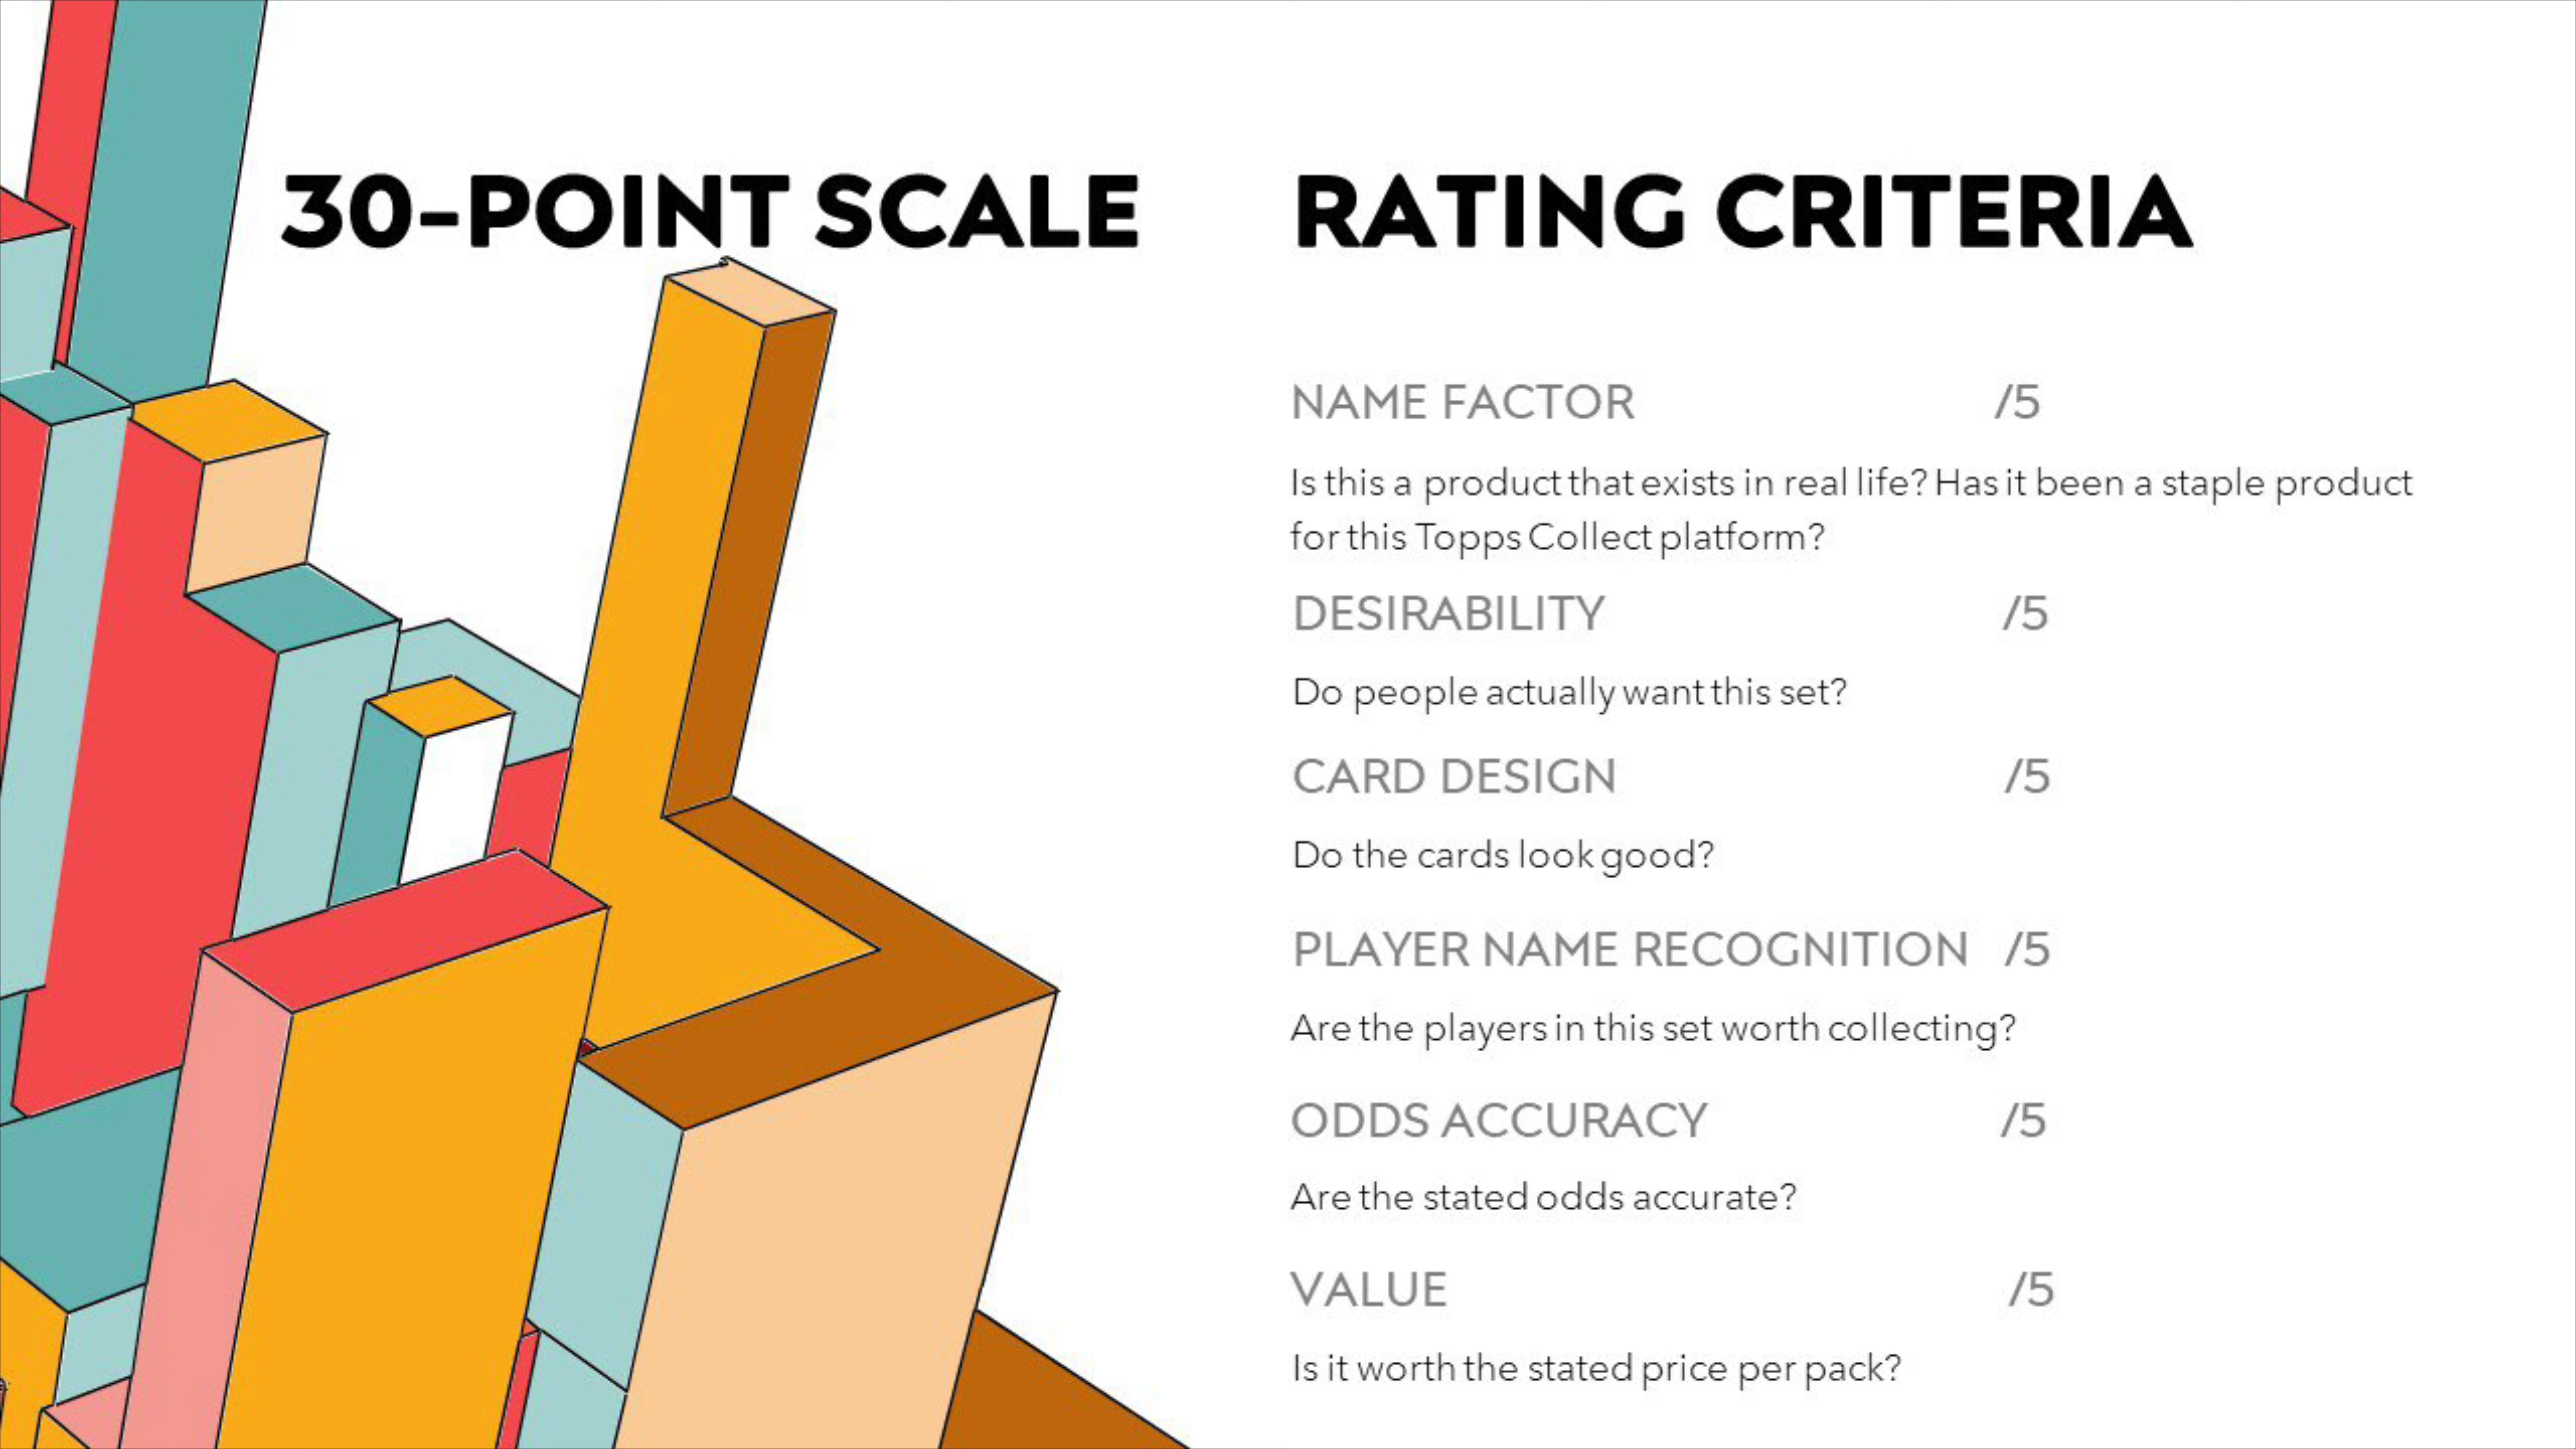 30-POINT SCALE
RATING CRITERIA
NAME FACTOR /5
Is this a product that exists in real life? Has it been a staple product
for this Topps Collect platform?
DESIRABILITY /5
Do people actually want this set?
CARD DESIGN /5
Do the cards look good?
PLAYER NAME RECOGNITION /5
Are the players in this set worth collecting?
ODDS ACCURACY /5
Are the stated odds accurate?
VALUE /5
Is it worth the stated price per pack?